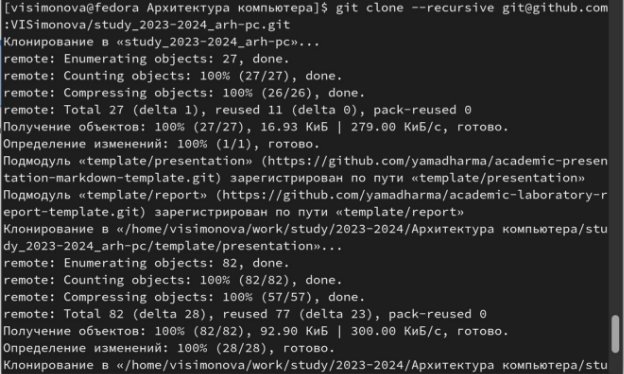 [visimonova@fedora Архитектура компьютера]$ git clone --recursive git@github.com
:VISimonova/study_2023-2024_arh-pc.git
Клонирование в «study_2023-2024_arh-pc»...
remote: Enumerating objects: 27, done.
remote: Counting objects: 100% (27/27), done.
remote: Compressing objects: 100% (26/26), done.
remote: Total 27 (delta 1), reused 11 (delta 0), pack-reused 0
Получение объектов: 100% (27/27), 16.93 КиБ | 279.00 КиБ/с, готово.
Определение изменений: 100% (1/1), готово.
Подмодуль «template/presentation» (https://github.com/yamadharma/academic-presen
tation-markdown-template.git) зарегистрирован по пути «template/presentation»
Подмодуль «template/report» (https://github.com/yamadharma/academic-laboratory-r
eport-template.git) зарегистрирован по пути «template/report»
Клонирование в «/home/visimonova/work/study/2023-2024/Архитектура компьютера/stu
dy_2023-2024_arh-pc/template/presentation»...
remote: Enumerating objects: 82, done.
remote: Counting objects: 100% (82/82), done.
remote: Compressing objects: 100% (57/57), done.
remote: Total 82 (delta 28), reused 77 (delta 23), pack-reused 0
Получение объектов: 100% (82/82), 92.90 КиБ | 300.00 КиБ/с, готово.
Определение изменений: 100% (28/28), готово.
Клонирование в «/home/visimonova/work/study/2023-2024/Архитектура компьютера/stu